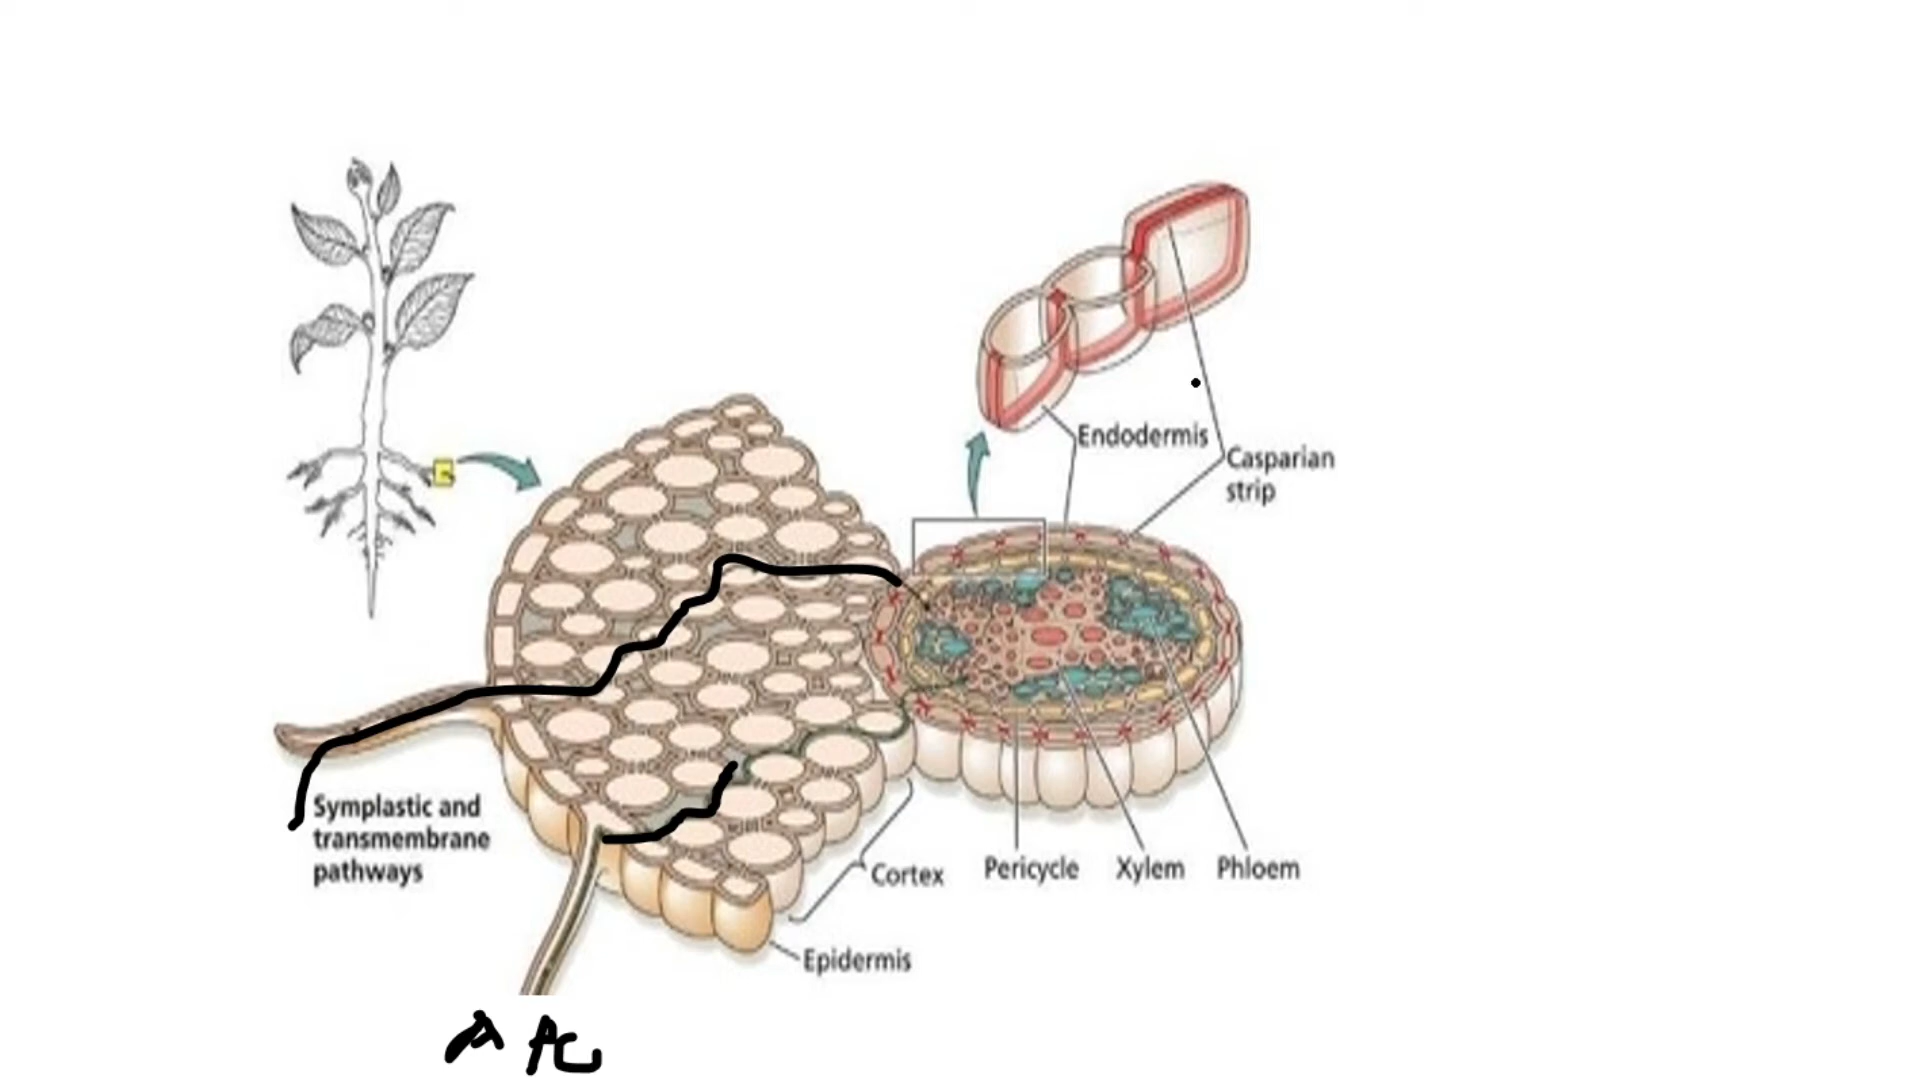 Endodermis
Casparian
strip
Symplastic and
transmembrane
pathways
Cortex
Pericycle
Xylem
Phloem
Epidermis